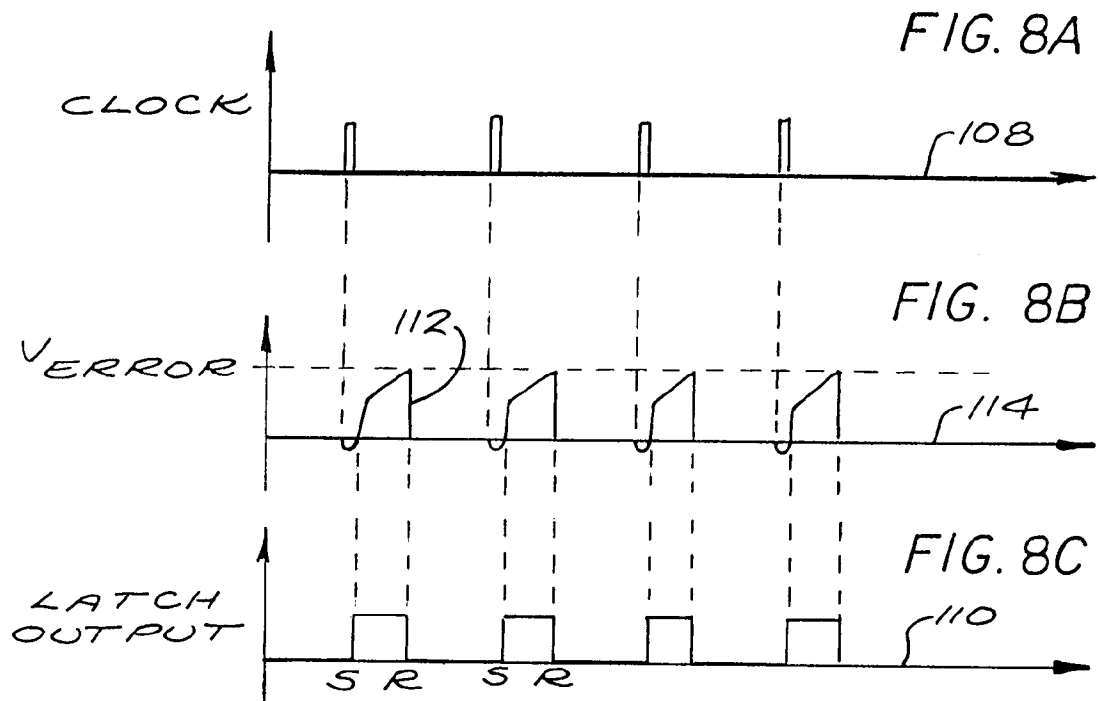 FIG. 8A
CLOCK
108
FIG. 8B
112
VERROR
114
FIG. 8C
LATCH
OUTPUT
110
S R S R